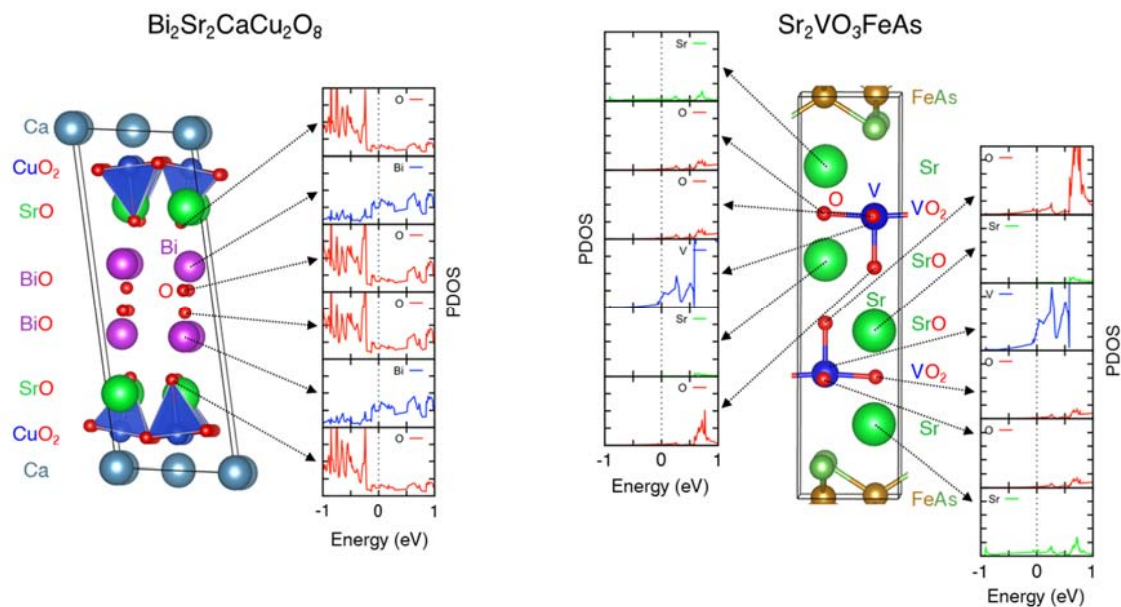 Bi₂Sr₂CaCu₂O₈
Ca
CuO₂
SrO
BiO
BiO
SrO
CuO₂
Ca
Bi
O
O
Bi
O
O
Bi
O
PDOS
-1 0 1
Energy (eV)
Sr₂VO₃FeAs
PDOS
Sr
O
O
V
Sr
O
-1 0 1
Energy (eV)
O
V
Sr
FeAs
Sr
VO₂
SrO
SrO
VO₂
Sr
FeAs
O
Sr
V
O
O
Sr
PDOS
-1 0 1
Energy (eV)